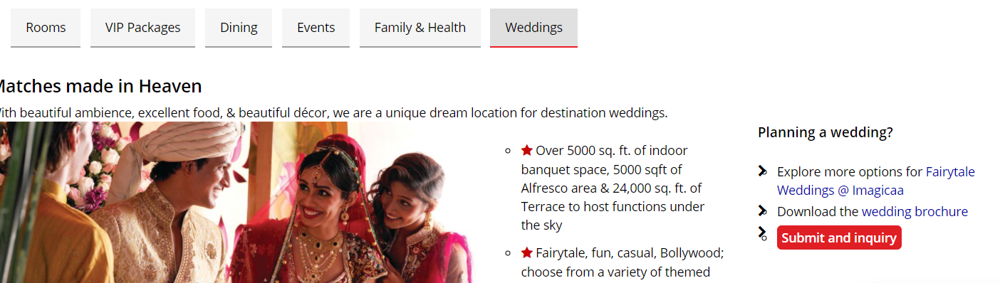 Rooms
VIP Packages
Dining
Events
Family & Health
Weddings
Matches made in Heaven
ith beautiful ambience, excellent food, & beautiful décor, we are a unique dream location for destination weddings.
Over 5000 sq. ft. of indoor
banquet space, 5000 sqft of
Alfresco area & 24,000 sq. ft. of
Terrace to host functions under
the sky
Fairytale, fun, casual, Bollywood;
choose from a variety of themed
Planning a wedding?
Explore more options for Fairytale
Weddings @ Imagicaa
Download the wedding brochure
Submit and inquiry